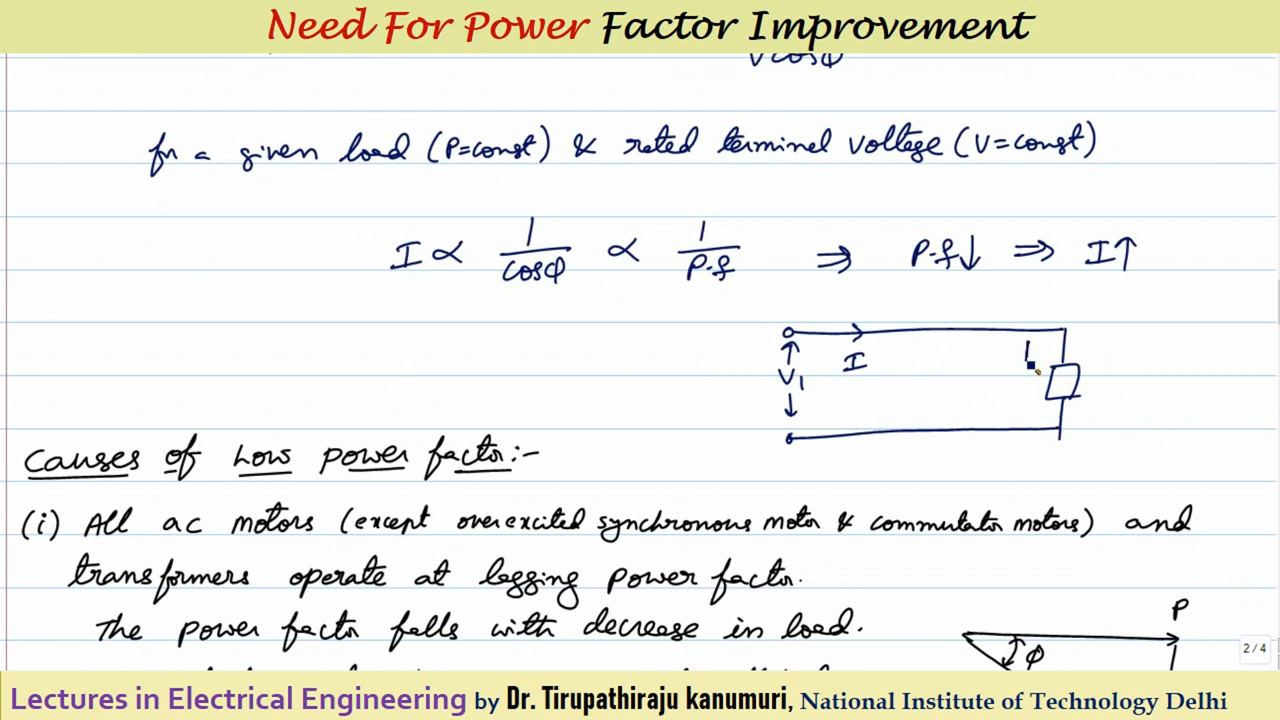 Need For Power Factor Improvement
V cosφ
for a given load (P=const) & rated terminal voltage (V=const)
I ∝ 1/cosφ ∝ 1/P.f ⇒ P.f↓ ⇒ I↑
I
V1
Causes of Low power factor:-
(i) All ac motors (except overexcited synchronous motor & commutator motors) and
transformers operate at lagging power factor.
The power factor falls with decrease in load.
P
φ
2/4
Lectures in Electrical Engineering by Dr. Tirupathiraju kanumuri, National Institute of Technology Delhi